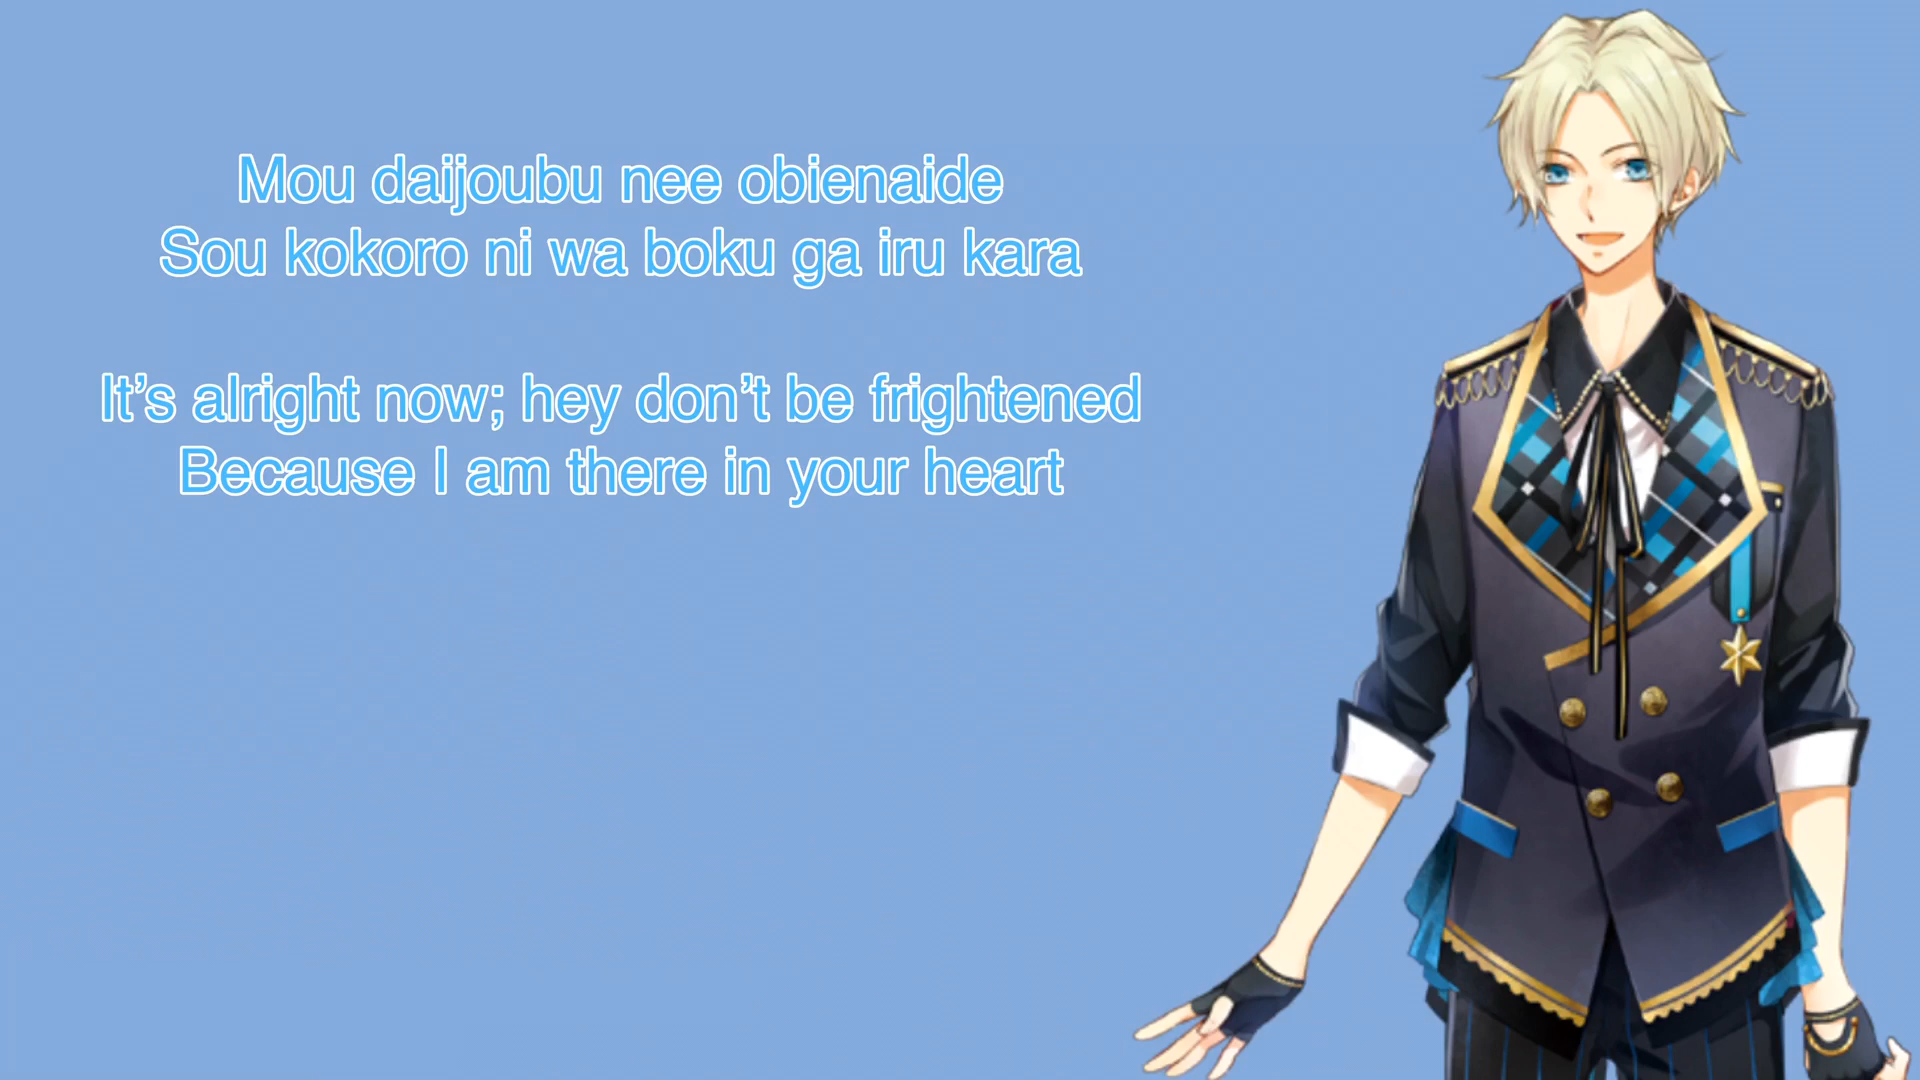 Mou daijoubu nee obienaide
Sou kokoro ni wa boku ga iru kara
It’s alright now; hey don’t be frightened
Because I am there in your heart